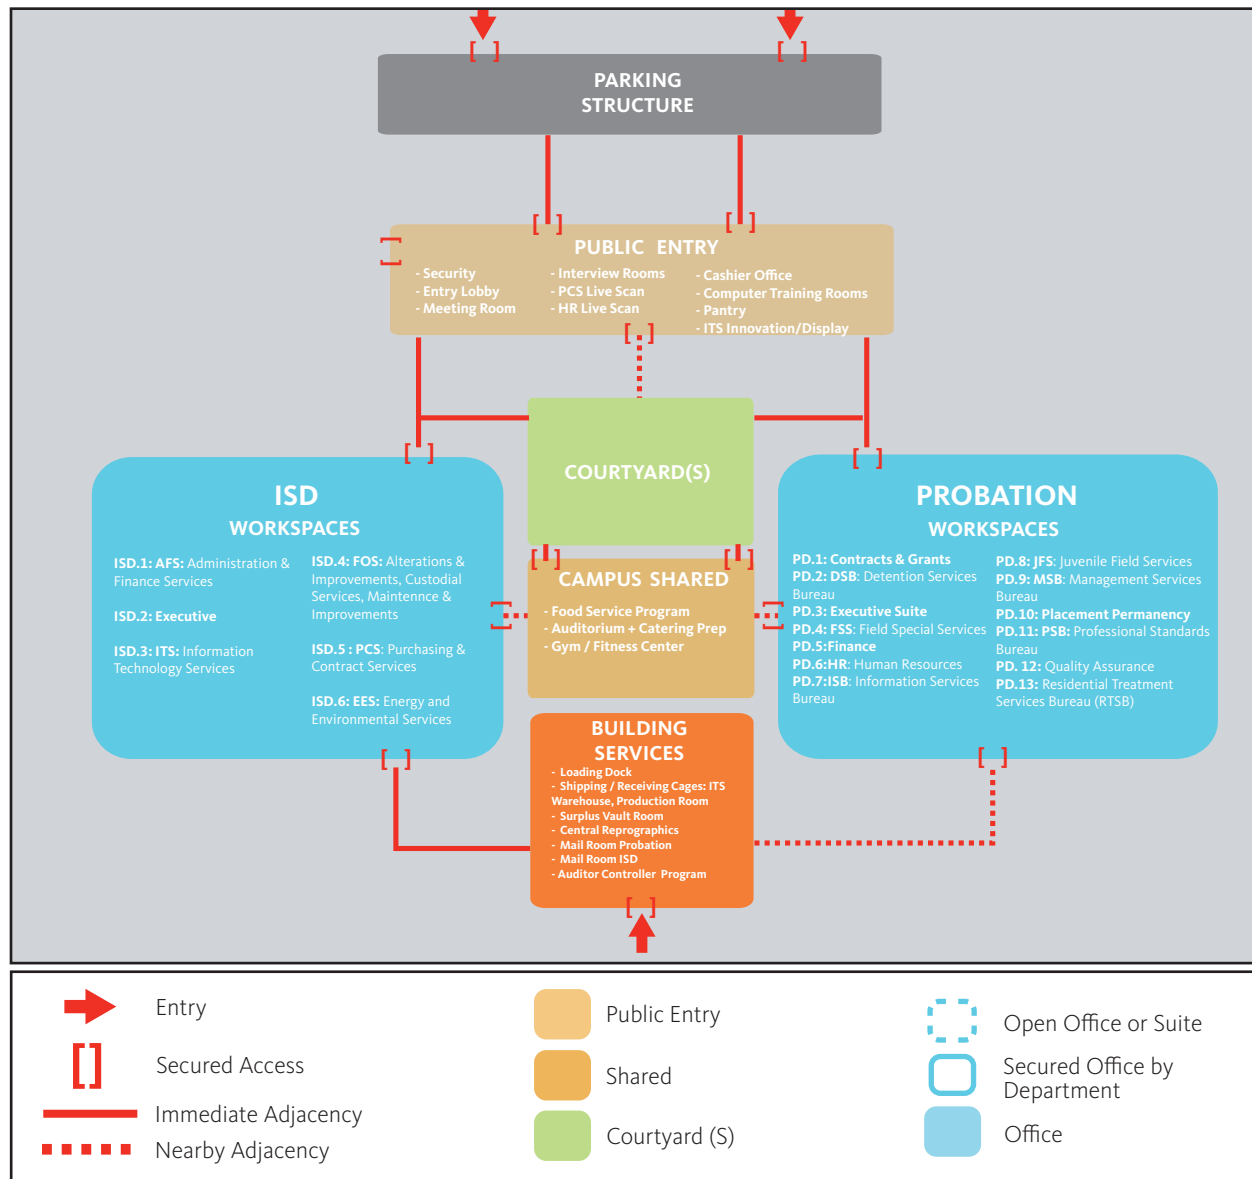 PARKING
STRUCTURE
PUBLIC ENTRY
- Security
- Entry Lobby
- Meeting Room
- Interview Rooms
- PCS Live Scan
- HR Live Scan
- Cashier Office
- Computer Training Rooms
- Pantry
- ITS Innovation/Display
COURTYARD(S)
ISD
WORKSPACES
ISD.1: AFS: Administration &
Finance Services
ISD.2: Executive
ISD.3: ITS: Information
Technology Services
ISD.4: FOS: Alterations &
Improvements, Custodial
Services, Maintennce &
Improvements
ISD.5 : PCS: Purchasing &
Contract Services
ISD.6: EES: Energy and
Environmental Services
CAMPUS SHARED
- Food Service Program
- Auditorium + Catering Prep
- Gym / Fitness Center
PROBATION
WORKSPACES
PD.1: Contracts & Grants
PD.2: DSB: Detention Services
Bureau
PD.3: Executive Suite
PD.4: FSS: Field Special Services
PD.5:Finance
PD.6:HR: Human Resources
PD.7:ISB: Information Services
Bureau
PD.8: JFS: Juvenile Field Services
PD.9: MSB: Management Services
Bureau
PD.10: Placement Permanency
PD.11: PSB: Professional Standards
Bureau
PD. 12: Quality Assurance
PD.13: Residential Treatment
Services Bureau (RTSB)
BUILDING
SERVICES
- Loading Dock
- Shipping / Receiving Cages: ITS
Warehouse, Production Room
- Surplus Vault Room
- Central Reprographics
- Mail Room Probation
- Mail Room ISD
- Auditor Controller Program
Entry
Secured Access
Immediate Adjacency
Nearby Adjacency
Public Entry
Shared
Courtyard (S)
Open Office or Suite
Secured Office by
Department
Office